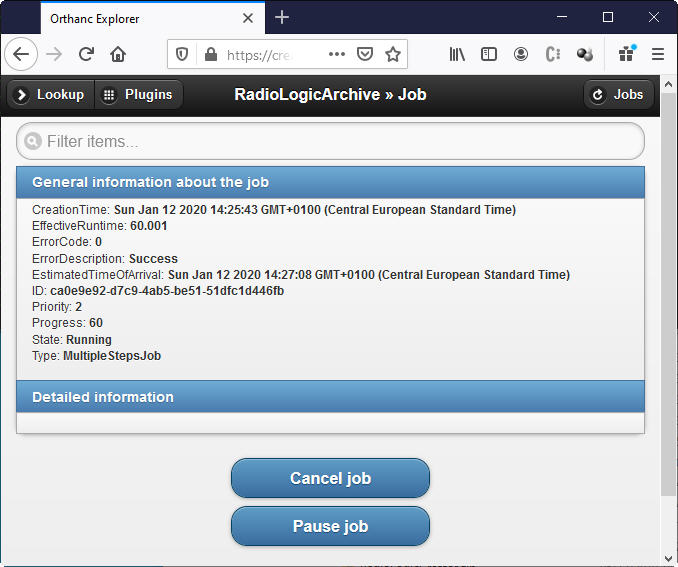 Orthanc Explorer
https://cre
Lookup Plugins RadioLogicArchive » Job Jobs
Filter items...
General information about the job
CreationTime: Sun Jan 12 2020 14:25:43 GMT+0100 (Central European Standard Time)
EffectiveRuntime: 60.001
ErrorCode: 0
ErrorDescription: Success
EstimatedTimeOfArrival: Sun Jan 12 2020 14:27:08 GMT+0100 (Central European Standard Time)
ID: ca0e9e92-d7c9-4ab5-be51-51dfc1d446fb
Priority: 2
Progress: 60
State: Running
Type: MultipleStepsJob
Detailed information
Cancel job
Pause job